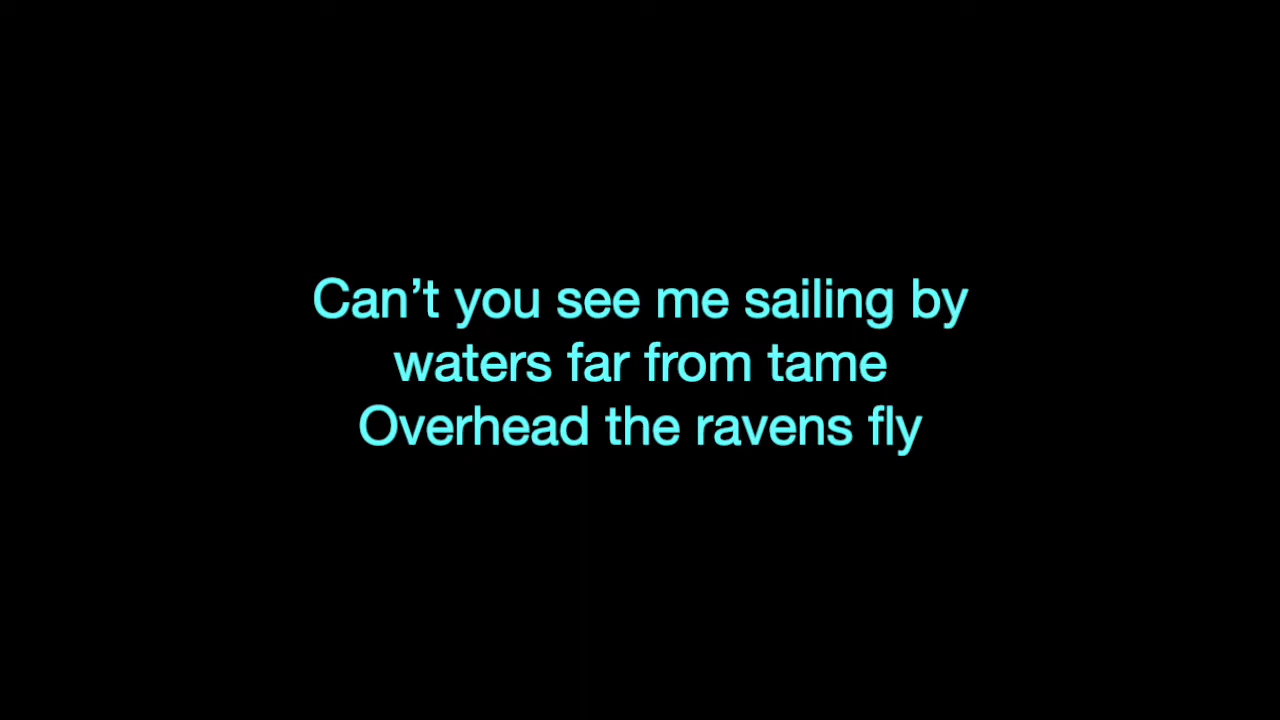 Can’t you see me sailing by
waters far from tame
Overhead the ravens fly